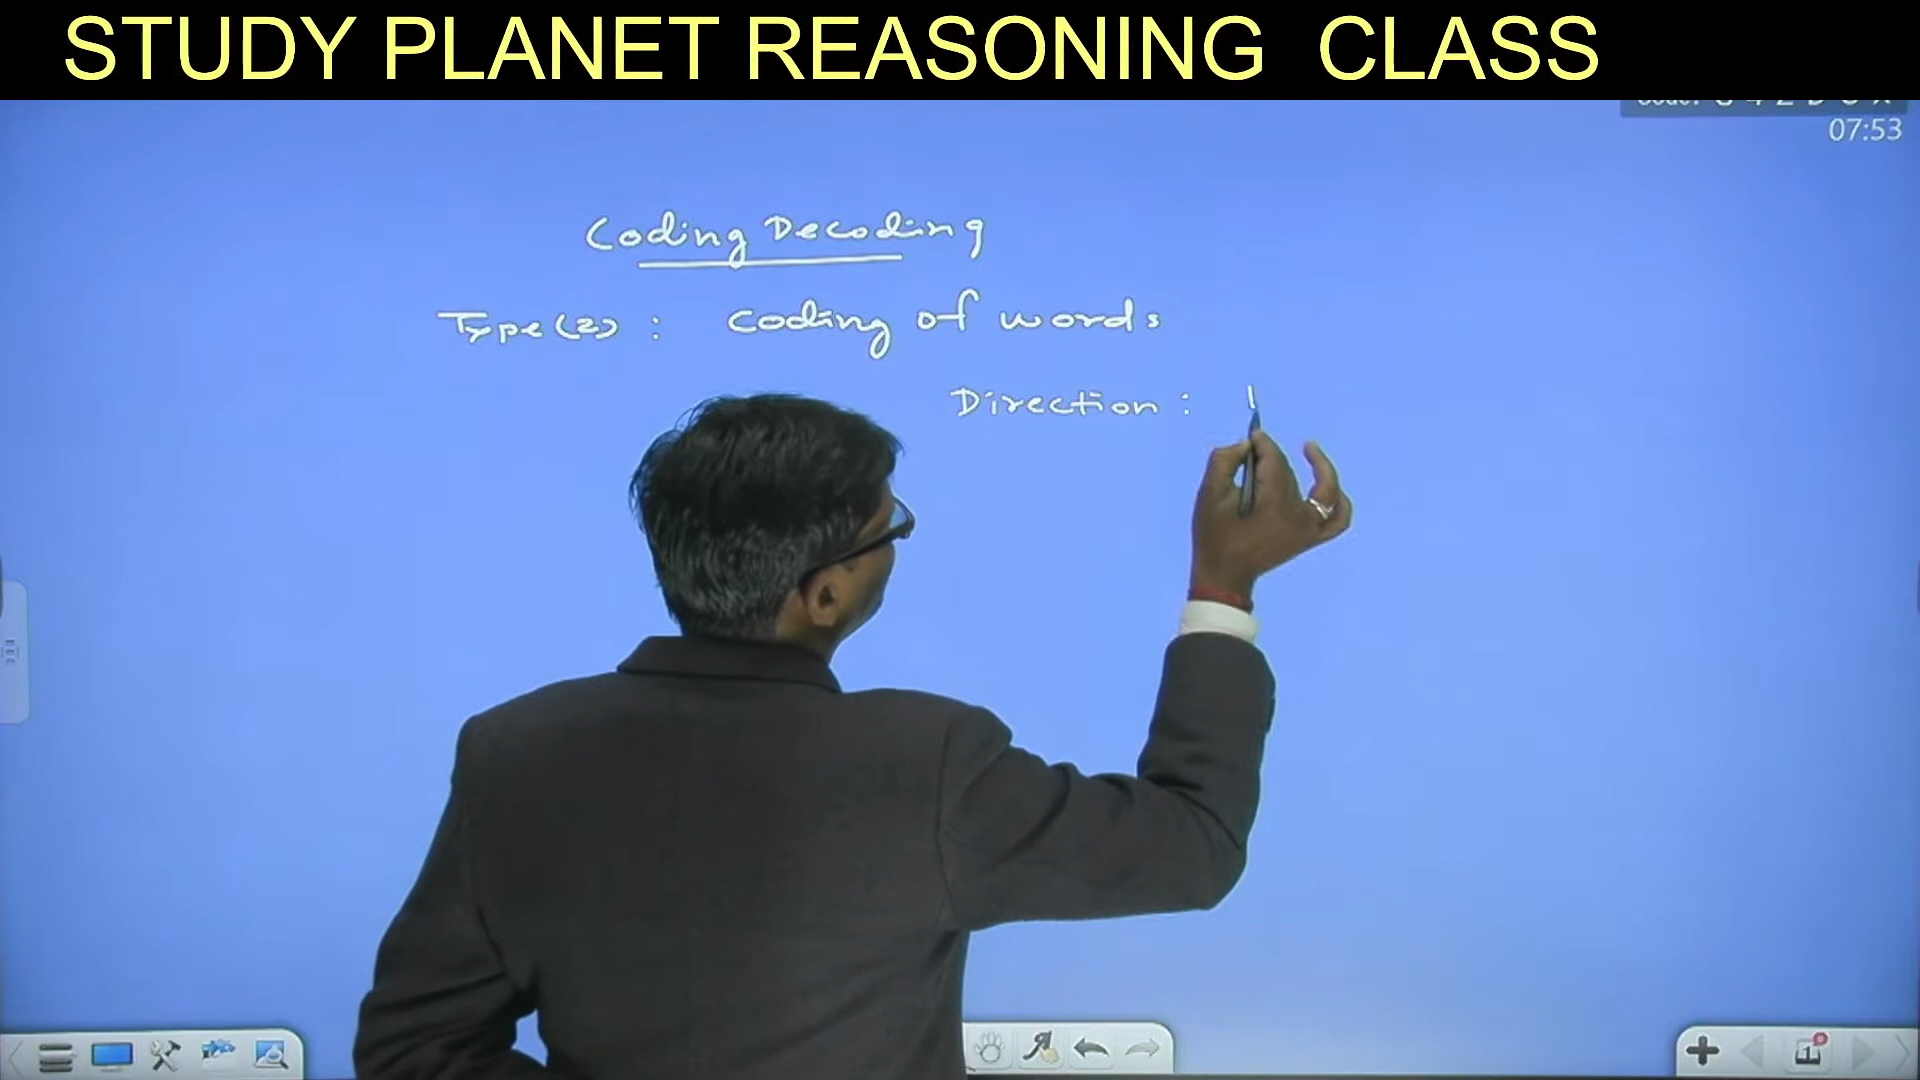 STUDY PLANET REASONING CLASS
07:53
Coding Decoding
Type (2) : Coding of words
Direction :